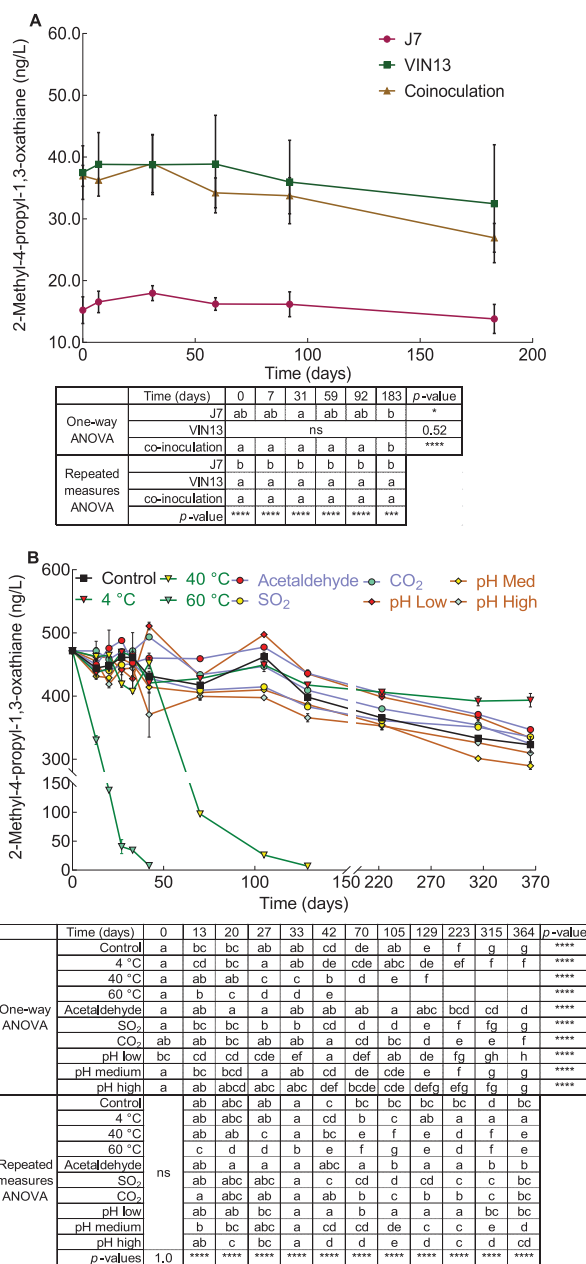 A
60.0
50.0
40.0
30.0
20.0
10.0
2-Methyl-4-propyl-1,3-oxathiane (ng/L)
J7
VIN13
Coinoculation
0 50 100 150 200
Time (days)
Time (days) 0 7 31 59 92 183 p-value
One-way ANOVA
J7 ab ab a ab ab b *
VIN13 ns 0.52
co-inoculation a a a a a b ****
Repeated measures ANOVA
J7 b b b b b b
VIN13 a a a a a a
co-inoculation a a a a a a
p-value **** **** **** **** **** ***
B
600
500
400
300
150
100
50
0
2-Methyl-4-propyl-1,3-oxathiane (ng/L)
Control 40 °C Acetaldehyde CO₂ pH Med
4 °C 60 °C SO₂ pH Low pH High
0 50 100 150 220 270 320 370
Time (days)
Time (days) 0 13 20 27 33 42 70 105 129 223 315 364 p-value
One-way ANOVA
Control a bc bc ab ab cd de ab e f g g ****
4 °C a cd bc a ab de cde abc de ef f f ****
40 °C a ab ab c c b d e f ****
60 °C a b c d d e ****
Acetaldehyde a a a ab ab ab ab a abc bcd cd d ****
SO₂ a bc bc b b cd d d e f fg g ****
CO₂ ab ab bc ab ab a cd bc d e e f ****
pH low bc cd cd cde ef a def ab de fg gh h ****
pH medium a bc bcd ab ab cd de cde e f g g ****
pH high a ab abcd abc abc def bcde cde defg efg fg g ****
Repeated measures ANOVA
ns
Control ab abc ab a c bc bc bc bc d bc
4 °C ab abc ab a cd b c ab a a a
40 °C ab ab c a bc e f e d f e
60 °C c d d b e f g e d f e
Acetaldehyde ab a a a ab a b a a b b
SO₂ ab abc abc a c cd d cd c c bc
CO₂ a abc ab a ab b c b b c bc
pH low ab ab bc a a b a a a bc bc
pH medium b bc abc a cd cd de c c e d
pH high ab c bc a d d e d c d cd
p-values 1.0 **** **** **** **** **** **** **** **** **** **** ****